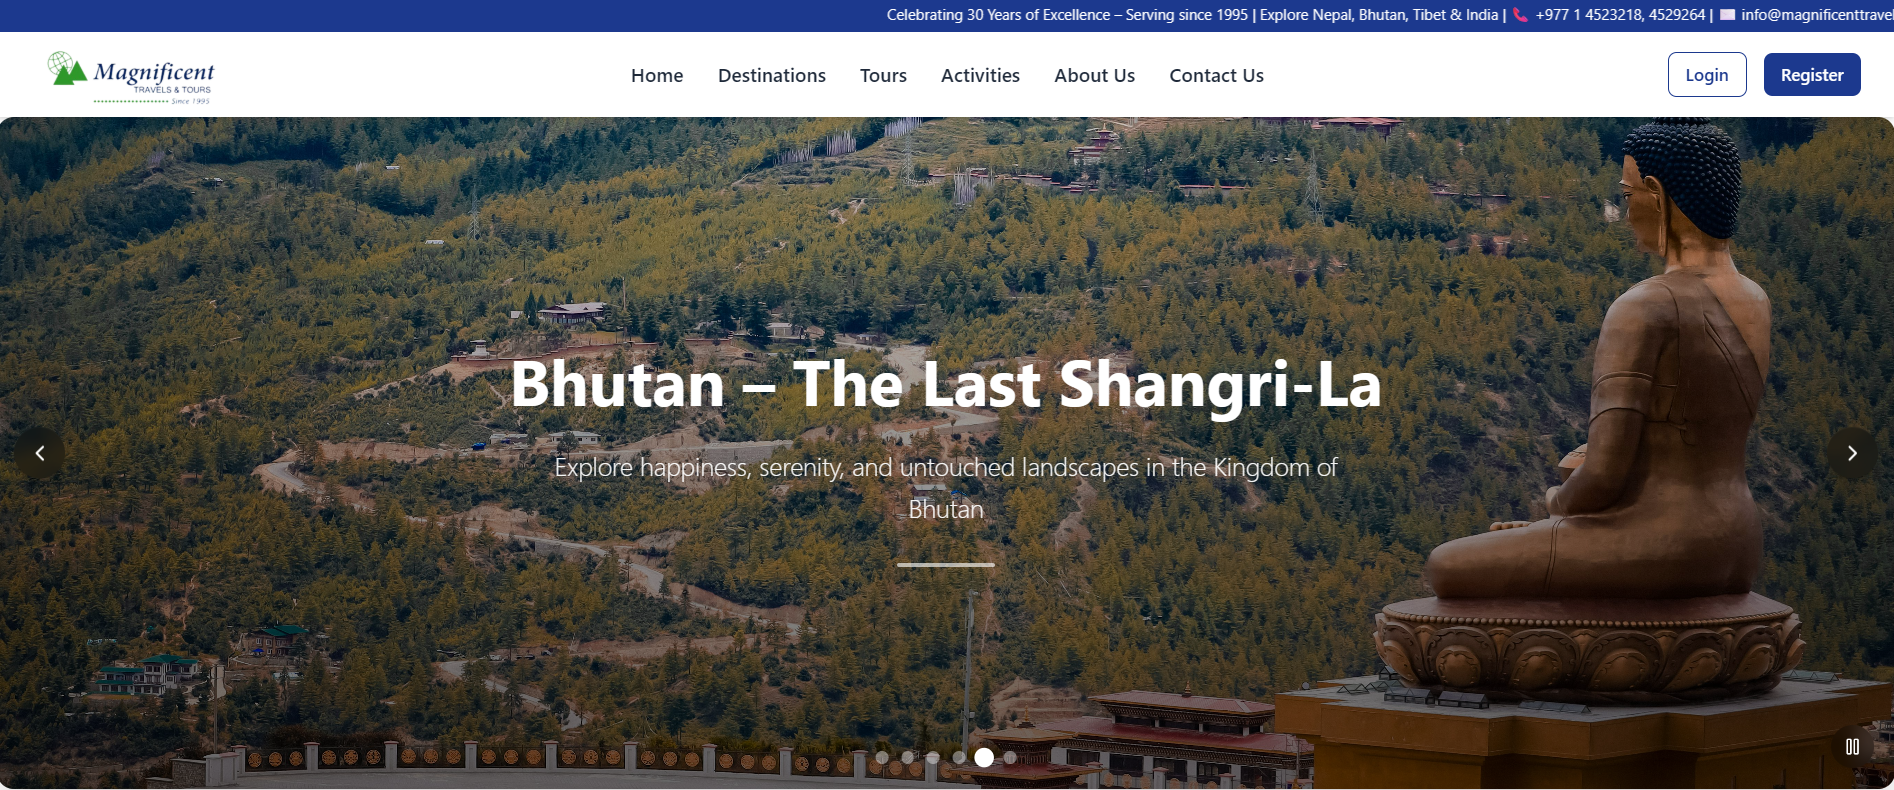 Celebrating 30 Years of Excellence – Serving since 1995 | Explore Nepal, Bhutan, Tibet & India | 📞 +977 1 4523218, 4529264 | ✉️ info@magnificenttravel
Magnificent
TRAVELS & TOURS
Since 1995
Home
Destinations
Tours
Activities
About Us
Contact Us
Login
Register
Bhutan – The Last Shangri-La
Explore happiness, serenity, and untouched landscapes in the Kingdom of
Bhutan